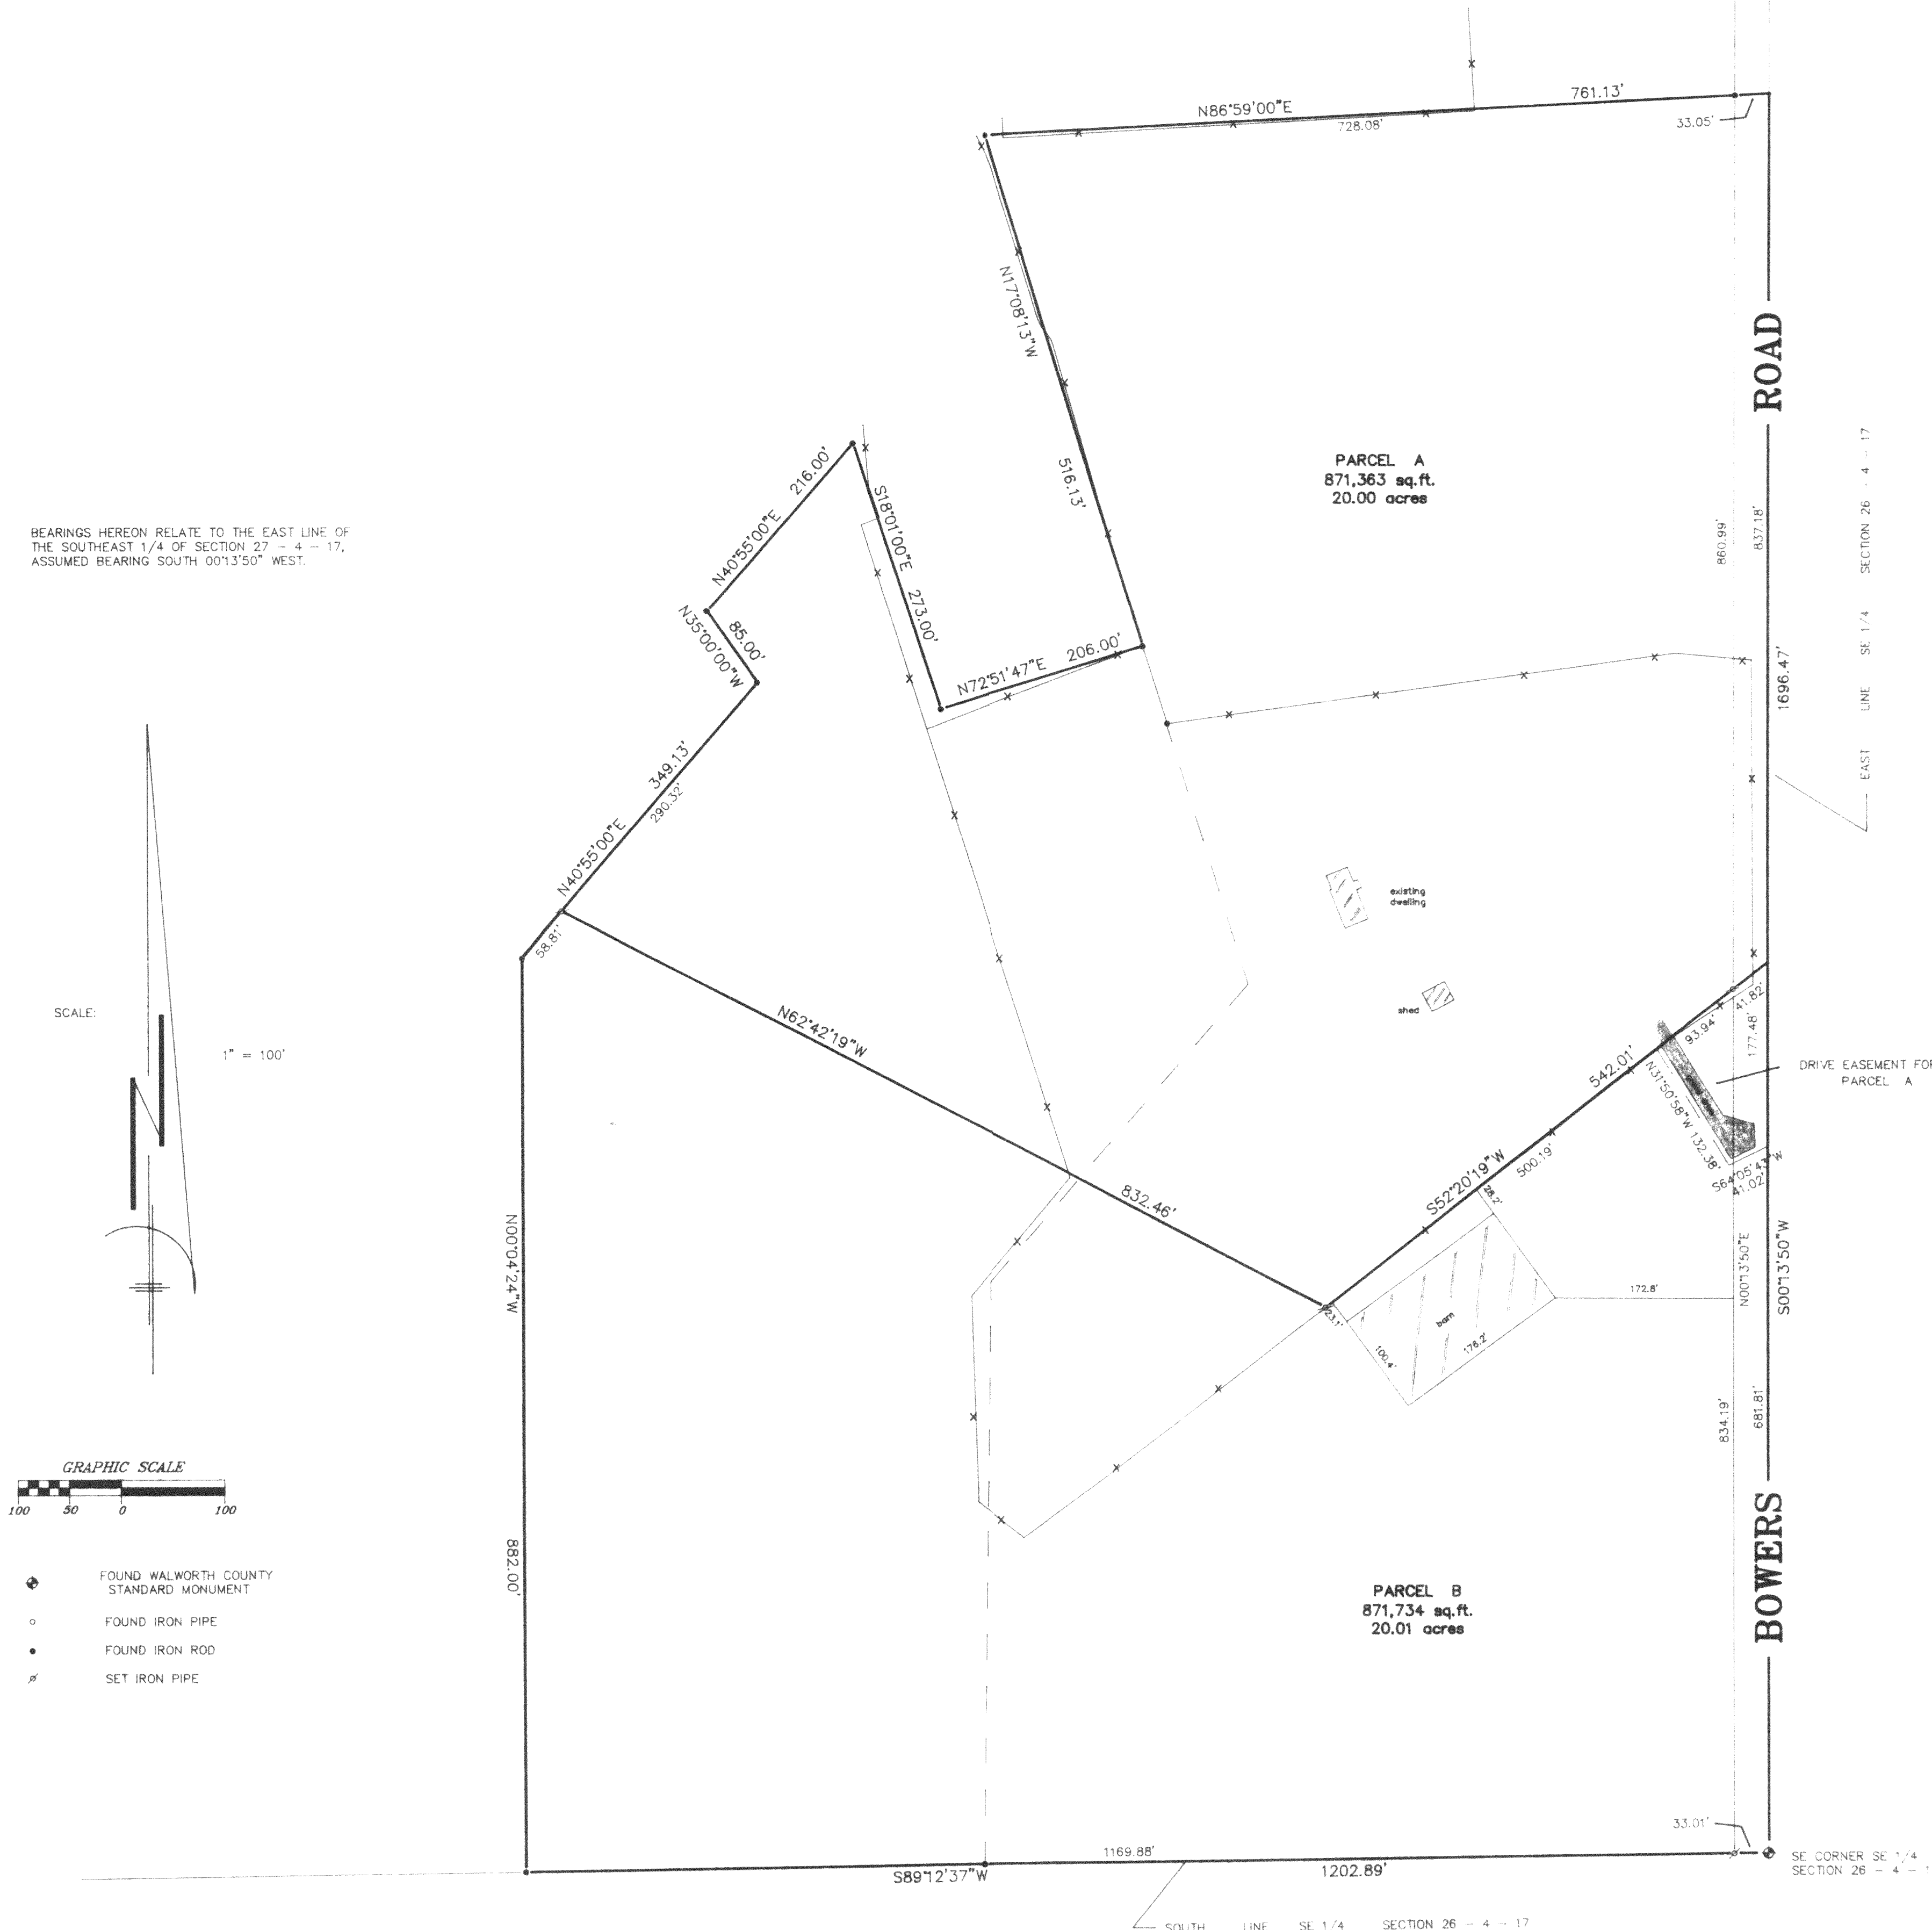 N86°59'00"E
761.13'
728.08'
33.05'
N17°08'13"W
516.13'
ROAD
PARCEL A
871,363 sq.ft.
20.00 acres
860.99'
837.18'
EAST LINE SE 1/4 SECTION 26 - 4 - 17
1696.47'
BEARINGS HEREON RELATE TO THE EAST LINE OF
THE SOUTHEAST 1/4 OF SECTION 27 - 4 - 17,
ASSUMED BEARING SOUTH 00°13'50" WEST.
N40°55'00"E 216.00'
S18°01'00"E 273.00'
N35°00'00"W
85.00'
N72°51'47"E 206.00'
N40°55'00"E 349.13'
290.32'
58.81'
existing
dwelling
shed
SCALE:
1" = 100'
N62°42'19"W
832.46'
41.82'
93.94'
177.48'
542.01'
DRIVE EASEMENT FOR
PARCEL A
N31°50'58"W 132.38'
S64°05'43"W
41.02'
S52°20'19"W
500.19'
28.2'
23.1'
barn
100.4'
176.2'
172.8'
N00°13'50"E
S00°13'50"W
N00°04'24"W
882.00'
834.19'
681.81'
GRAPHIC SCALE
100 50 0 100
FOUND WALWORTH COUNTY
STANDARD MONUMENT
FOUND IRON PIPE
FOUND IRON ROD
SET IRON PIPE
BOWERS
PARCEL B
871,734 sq.ft.
20.01 acres
33.01'
1169.88'
S89°12'37"W
1202.89'
SE CORNER SE 1/4
SECTION 26 - 4 - 1
SOUTH LINE SE 1/4 SECTION 26 - 4 - 17